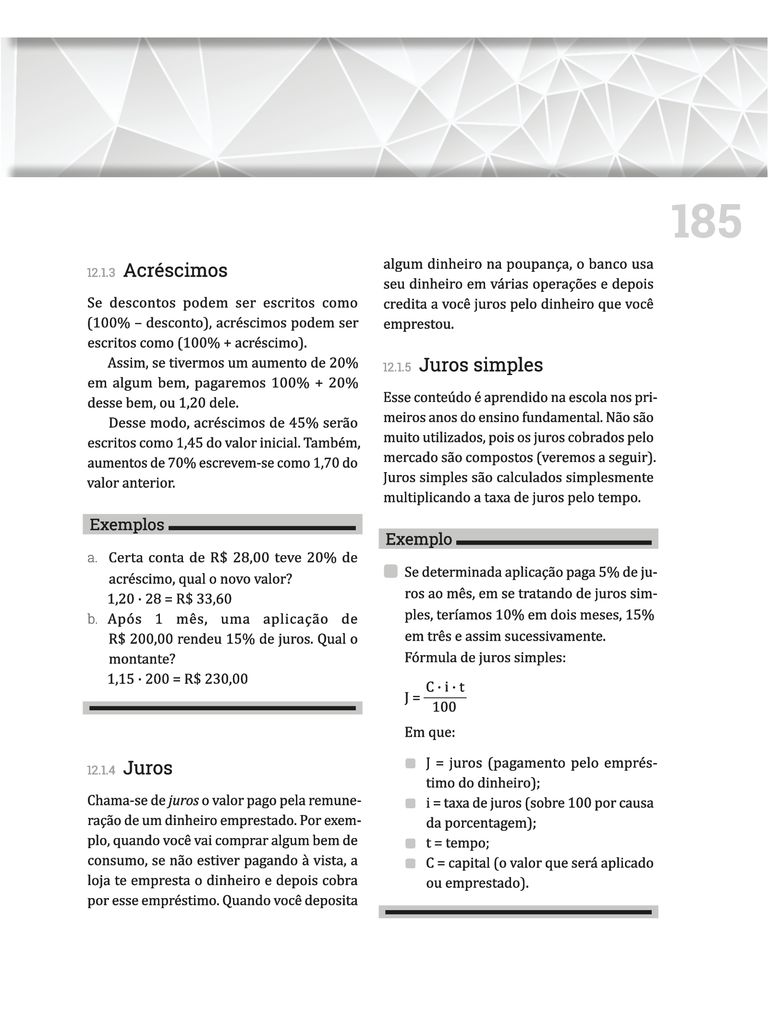 185
12.1.3 Acréscimos
Se descontos podem ser escritos como
(100% – desconto), acréscimos podem ser
escritos como (100% + acréscimo).
Assim, se tivermos um aumento de 20%
em algum bem, pagaremos 100% + 20%
desse bem, ou 1,20 dele.
Desse modo, acréscimos de 45% serão
escritos como 1,45 do valor inicial. Também,
aumentos de 70% escrevem-se como 1,70 do
valor anterior.
Exemplos
a. Certa conta de R$ 28,00 teve 20% de
acréscimo, qual o novo valor?
1,20 · 28 = R$ 33,60
b. Após 1 mês, uma aplicação de
R$ 200,00 rendeu 15% de juros. Qual o
montante?
1,15 · 200 = R$ 230,00
12.1.4 Juros
Chama-se de juros o valor pago pela remune-
ração de um dinheiro emprestado. Por exem-
plo, quando você vai comprar algum bem de
consumo, se não estiver pagando à vista, a
loja te empresta o dinheiro e depois cobra
por esse empréstimo. Quando você deposita
algum dinheiro na poupança, o banco usa
seu dinheiro em várias operações e depois
credita a você juros pelo dinheiro que você
emprestou.
12.1.5 Juros simples
Esse conteúdo é aprendido na escola nos pri-
meiros anos do ensino fundamental. Não são
muito utilizados, pois os juros cobrados pelo
mercado são compostos (veremos a seguir).
Juros simples são calculados simplesmente
multiplicando a taxa de juros pelo tempo.
Exemplo
Se determinada aplicação paga 5% de ju-
ros ao mês, em se tratando de juros sim-
ples, teríamos 10% em dois meses, 15%
em três e assim sucessivamente.
Fórmula de juros simples:
J = C · i · t
100
Em que:
J = juros (pagamento pelo emprés-
timo do dinheiro);
i = taxa de juros (sobre 100 por causa
da porcentagem);
t = tempo;
C = capital (o valor que será aplicado
ou emprestado).